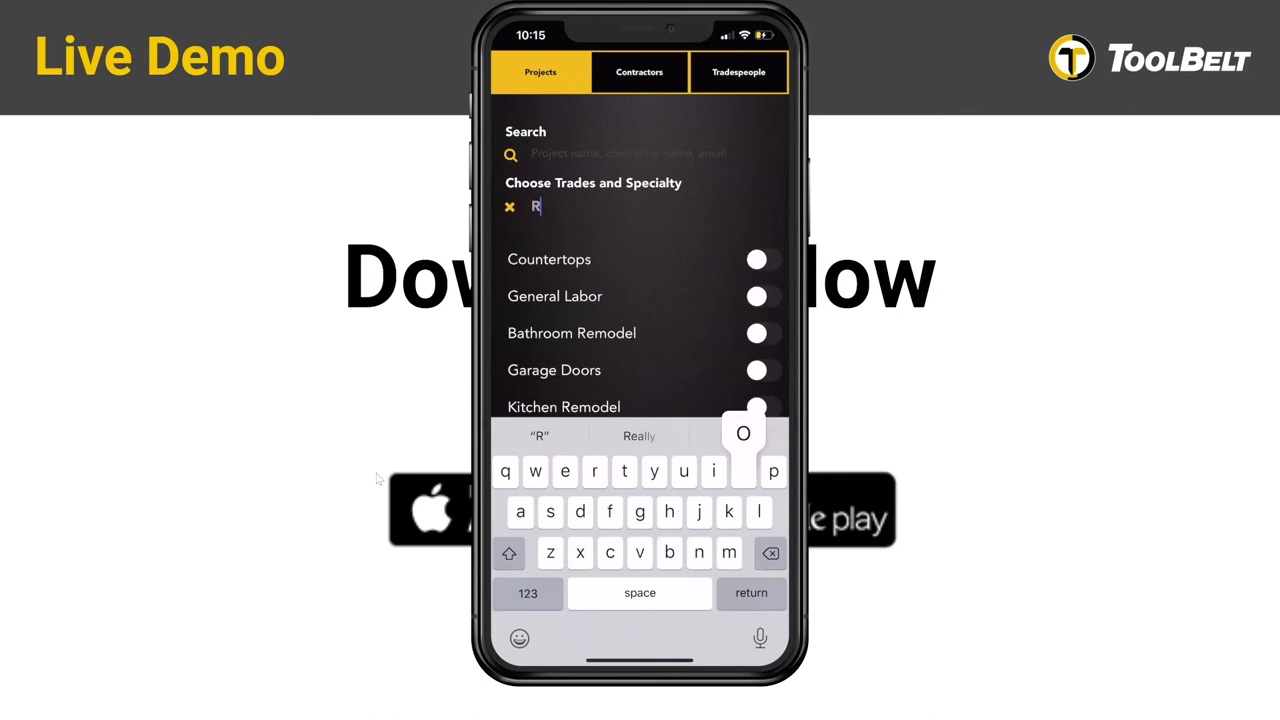 Live Demo
TOOLBELT
10:15
Projects
Contractors
Tradespeople
Search
Project name, contractor name, email
Choose Trades and Specialty
R
Countertops
General Labor
Bathroom Remodel
Garage Doors
Kitchen Remodel
Dow
low
"R"
Really
O
q w e r t y u i p
a s d f g h j k l
z x c v b n m
123
space
return
e play